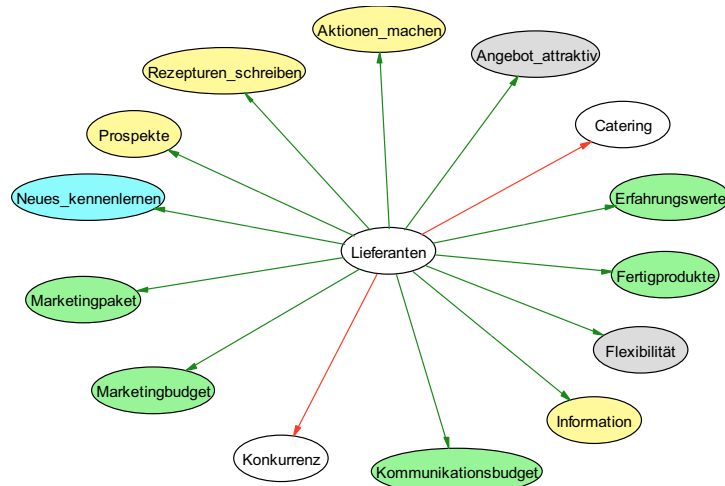 Aktionen_machen
Angebot_attraktiv
Rezepturen_schreiben
Catering
Prospekte
Neues_kennenlernen
Erfahrungswerte
Lieferanten
Fertigprodukte
Marketingpaket
Flexibilität
Marketingbudget
Information
Konkurrenz
Kommunikationsbudget